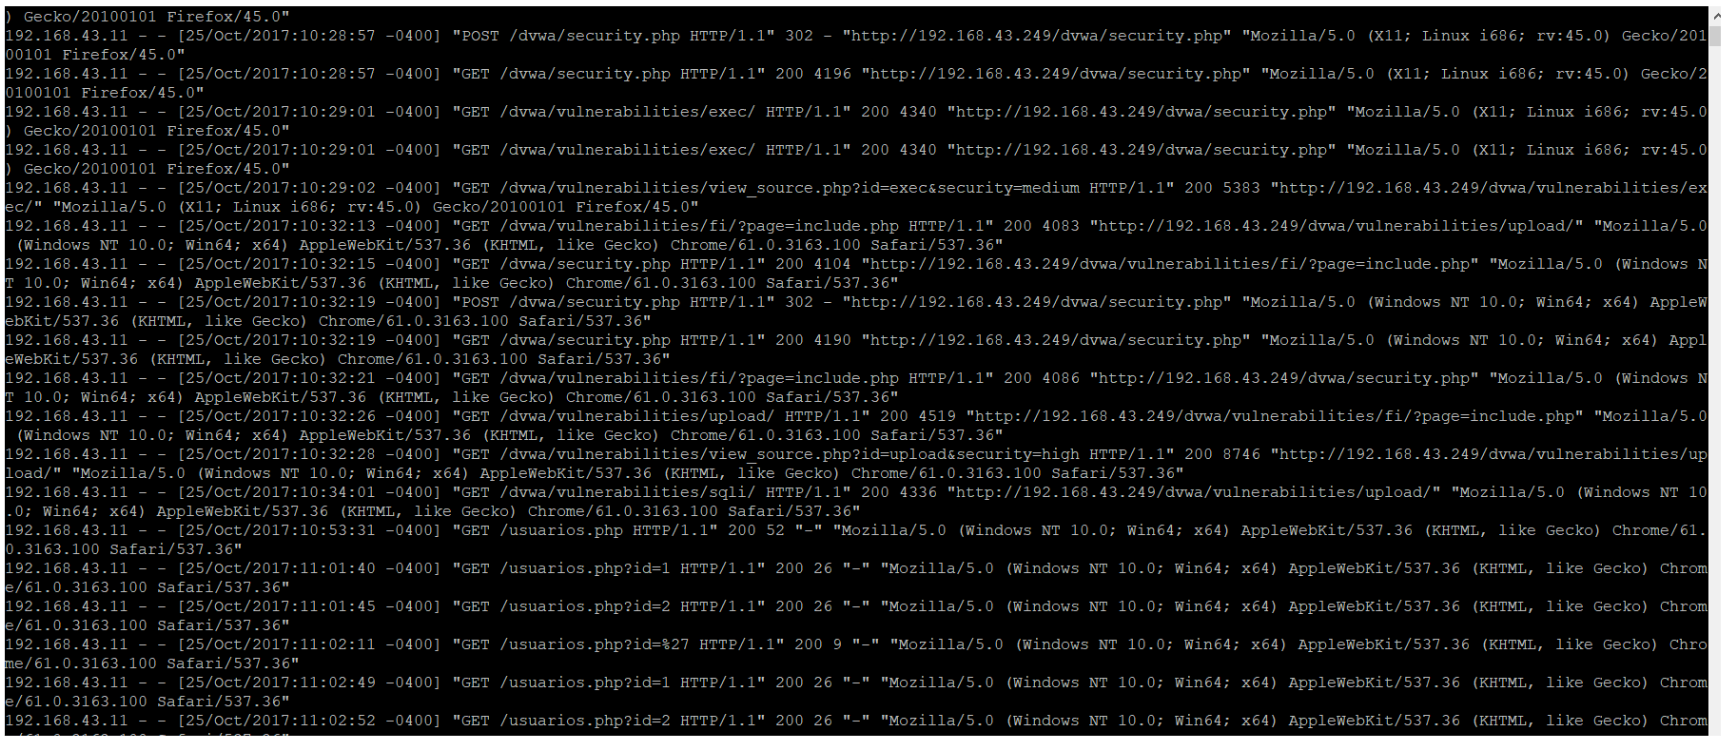 ) Gecko/20100101 Firefox/45.0"
192.168.43.11 - - [25/Oct/2017:10:28:57 -0400] "POST /dvwa/security.php HTTP/1.1" 302 - "http://192.168.43.249/dvwa/security.php" "Mozilla/5.0 (X11; Linux i686; rv:45.0) Gecko/201
00101 Firefox/45.0"
192.168.43.11 - - [25/Oct/2017:10:28:57 -0400] "GET /dvwa/security.php HTTP/1.1" 200 4196 "http://192.168.43.249/dvwa/security.php" "Mozilla/5.0 (X11; Linux i686; rv:45.0) Gecko/2
0100101 Firefox/45.0"
192.168.43.11 - - [25/Oct/2017:10:29:01 -0400] "GET /dvwa/vulnerabilities/exec/ HTTP/1.1" 200 4340 "http://192.168.43.249/dvwa/security.php" "Mozilla/5.0 (X11; Linux i686; rv:45.0
) Gecko/20100101 Firefox/45.0"
192.168.43.11 - - [25/Oct/2017:10:29:01 -0400] "GET /dvwa/vulnerabilities/exec/ HTTP/1.1" 200 4340 "http://192.168.43.249/dvwa/security.php" "Mozilla/5.0 (X11; Linux i686; rv:45.0
) Gecko/20100101 Firefox/45.0"
192.168.43.11 - - [25/Oct/2017:10:29:02 -0400] "GET /dvwa/vulnerabilities/view_source.php?id=exec&security=medium HTTP/1.1" 200 5383 "http://192.168.43.249/dvwa/vulnerabilities/ex
ec/" "Mozilla/5.0 (X11; Linux i686; rv:45.0) Gecko/20100101 Firefox/45.0"
192.168.43.11 - - [25/Oct/2017:10:32:13 -0400] "GET /dvwa/vulnerabilities/fi/?page=include.php HTTP/1.1" 200 4083 "http://192.168.43.249/dvwa/vulnerabilities/upload/" "Mozilla/5.0
 (Windows NT 10.0; Win64; x64) AppleWebKit/537.36 (KHTML, like Gecko) Chrome/61.0.3163.100 Safari/537.36"
192.168.43.11 - - [25/Oct/2017:10:32:15 -0400] "GET /dvwa/security.php HTTP/1.1" 200 4104 "http://192.168.43.249/dvwa/vulnerabilities/fi/?page=include.php" "Mozilla/5.0 (Windows N
T 10.0; Win64; x64) AppleWebKit/537.36 (KHTML, like Gecko) Chrome/61.0.3163.100 Safari/537.36"
192.168.43.11 - - [25/Oct/2017:10:32:19 -0400] "POST /dvwa/security.php HTTP/1.1" 302 - "http://192.168.43.249/dvwa/security.php" "Mozilla/5.0 (Windows NT 10.0; Win64; x64) AppleW
ebKit/537.36 (KHTML, like Gecko) Chrome/61.0.3163.100 Safari/537.36"
192.168.43.11 - - [25/Oct/2017:10:32:19 -0400] "GET /dvwa/security.php HTTP/1.1" 200 4190 "http://192.168.43.249/dvwa/security.php" "Mozilla/5.0 (Windows NT 10.0; Win64; x64) Appl
eWebKit/537.36 (KHTML, like Gecko) Chrome/61.0.3163.100 Safari/537.36"
192.168.43.11 - - [25/Oct/2017:10:32:21 -0400] "GET /dvwa/vulnerabilities/fi/?page=include.php HTTP/1.1" 200 4086 "http://192.168.43.249/dvwa/security.php" "Mozilla/5.0 (Windows N
T 10.0; Win64; x64) AppleWebKit/537.36 (KHTML, like Gecko) Chrome/61.0.3163.100 Safari/537.36"
192.168.43.11 - - [25/Oct/2017:10:32:26 -0400] "GET /dvwa/vulnerabilities/upload/ HTTP/1.1" 200 4519 "http://192.168.43.249/dvwa/vulnerabilities/fi/?page=include.php" "Mozilla/5.0
 (Windows NT 10.0; Win64; x64) AppleWebKit/537.36 (KHTML, like Gecko) Chrome/61.0.3163.100 Safari/537.36"
192.168.43.11 - - [25/Oct/2017:10:32:28 -0400] "GET /dvwa/vulnerabilities/view_source.php?id=upload&security=high HTTP/1.1" 200 8746 "http://192.168.43.249/dvwa/vulnerabilities/up
load/" "Mozilla/5.0 (Windows NT 10.0; Win64; x64) AppleWebKit/537.36 (KHTML, like Gecko) Chrome/61.0.3163.100 Safari/537.36"
192.168.43.11 - - [25/Oct/2017:10:34:01 -0400] "GET /dvwa/vulnerabilities/sqli/ HTTP/1.1" 200 4336 "http://192.168.43.249/dvwa/vulnerabilities/upload/" "Mozilla/5.0 (Windows NT 10
.0; Win64; x64) AppleWebKit/537.36 (KHTML, like Gecko) Chrome/61.0.3163.100 Safari/537.36"
192.168.43.11 - - [25/Oct/2017:10:53:31 -0400] "GET /usuarios.php HTTP/1.1" 200 52 "-" "Mozilla/5.0 (Windows NT 10.0; Win64; x64) AppleWebKit/537.36 (KHTML, like Gecko) Chrome/61.
0.3163.100 Safari/537.36"
192.168.43.11 - - [25/Oct/2017:11:01:40 -0400] "GET /usuarios.php?id=1 HTTP/1.1" 200 26 "-" "Mozilla/5.0 (Windows NT 10.0; Win64; x64) AppleWebKit/537.36 (KHTML, like Gecko) Chrom
e/61.0.3163.100 Safari/537.36"
192.168.43.11 - - [25/Oct/2017:11:01:45 -0400] "GET /usuarios.php?id=2 HTTP/1.1" 200 26 "-" "Mozilla/5.0 (Windows NT 10.0; Win64; x64) AppleWebKit/537.36 (KHTML, like Gecko) Chrom
e/61.0.3163.100 Safari/537.36"
192.168.43.11 - - [25/Oct/2017:11:02:11 -0400] "GET /usuarios.php?id=%27 HTTP/1.1" 200 9 "-" "Mozilla/5.0 (Windows NT 10.0; Win64; x64) AppleWebKit/537.36 (KHTML, like Gecko) Chro
me/61.0.3163.100 Safari/537.36"
192.168.43.11 - - [25/Oct/2017:11:02:49 -0400] "GET /usuarios.php?id=1 HTTP/1.1" 200 26 "-" "Mozilla/5.0 (Windows NT 10.0; Win64; x64) AppleWebKit/537.36 (KHTML, like Gecko) Chrom
e/61.0.3163.100 Safari/537.36"
192.168.43.11 - - [25/Oct/2017:11:02:52 -0400] "GET /usuarios.php?id=2 HTTP/1.1" 200 26 "-" "Mozilla/5.0 (Windows NT 10.0; Win64; x64) AppleWebKit/537.36 (KHTML, like Gecko) Chrom